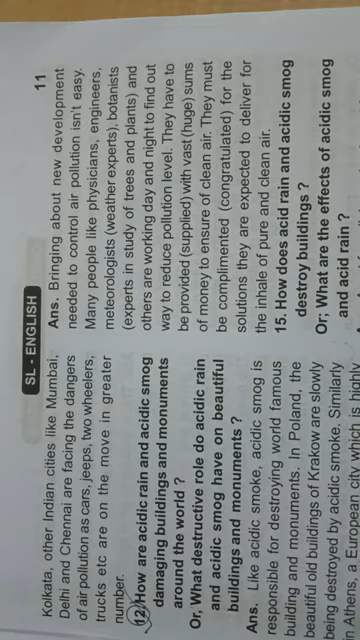 SL - ENGLISH
11
Kolkata, other Indian cities like Mumbai,
Delhi and Chennai are facing the dangers
of air pollution as cars, jeeps, two wheelers,
trucks etc are on the move in greater
number.
12. How are acidic rain and acidic smog
damaging buildings and monuments
around the world ?
Or, What destructive role do acidic rain
and acidic smog have on beautiful
buildings and monuments ?
Ans. Like acidic smoke, acidic smog is
responsible for destroying world famous
building and monuments. In Poland, the
beautiful old buildings of Krakow are slowly
being destroyed by acidic smoke. Similarly
Athens, a European city which is highly
Ans. Bringing about new development
needed to control air pollution isn't easy.
Many people like physicians, engineers,
meteorologists (weather experts), botanists
(experts in study of trees and plants) and
others are working day and night to find out
way to reduce pollution level. They have to
be provided (supplied) with vast (huge) sums
of money to ensure of clean air. They must
be complimented (congratulated) for the
solutions they are expected to deliver for
the inhale of pure and clean air.
15. How does acid rain and acidic smog
destroy buildings ?
Or; What are the effects of acidic smog
and acid rain ?